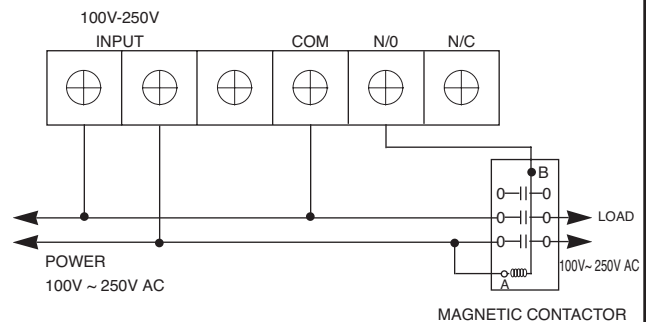 100V-250V
INPUT COM N/0 N/C
B
LOAD
POWER
100V ~ 250V AC
100V~ 250V AC
A
MAGNETIC CONTACTOR